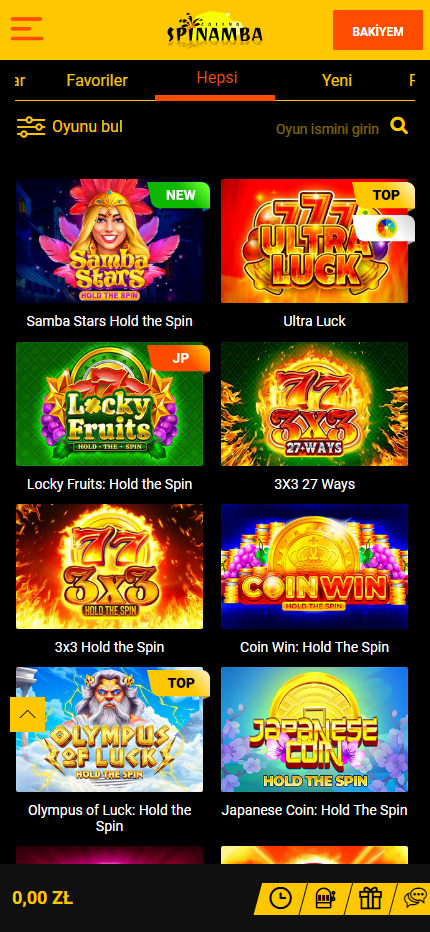 CASINO
SPINAMBA
BAKİYEM
ar
Favoriler
Hepsi
Yeni
Oyunu bul
Oyun ismini girin
NEW
Samba
Stars
HOLD THE SPIN
Samba Stars Hold the Spin
TOP
777
ULTRA
LUCK
Ultra Luck
JP
Locky
Fruits
HOLD · THE · SPIN
Locky Fruits: Hold the Spin
77
3X3
27 WAYS
3X3 27 Ways
77
3x3
HOLD THE SPIN
3x3 Hold the Spin
COIN WIN
HOLD THE SPIN
Coin Win: Hold The Spin
TOP
OLYMPUS
OF LUCK
HOLD THE SPIN
Olympus of Luck: Hold the
Spin
JAPANESE
COIN
HOLD THE SPIN
Japanese Coin: Hold The Spin
0,00 ZŁ